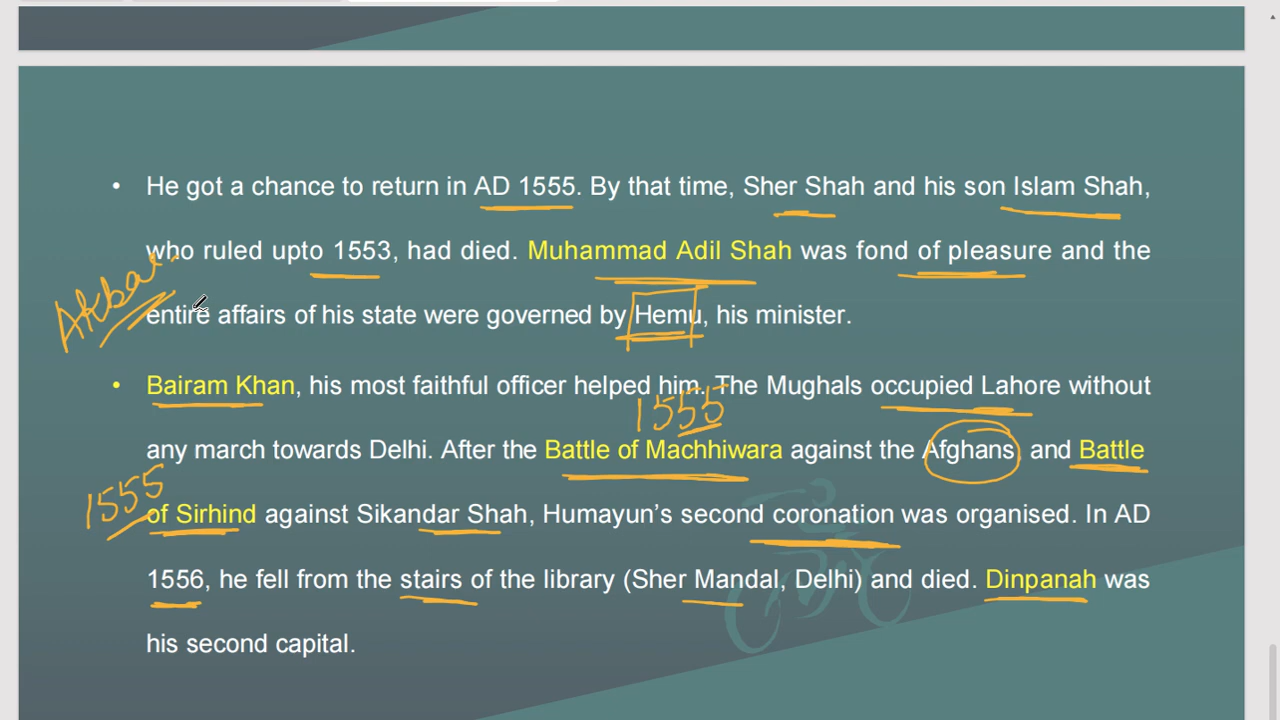 • He got a chance to return in AD 1555. By that time, Sher Shah and his son Islam Shah,
who ruled upto 1553, had died. Muhammad Adil Shah was fond of pleasure and the
Akbar
entire affairs of his state were governed by Hemu, his minister.
• Bairam Khan, his most faithful officer helped him. The Mughals occupied Lahore without
1555
any march towards Delhi. After the Battle of Machhiwara against the Afghans and Battle
1555
of Sirhind against Sikandar Shah, Humayun's second coronation was organised. In AD
1556, he fell from the stairs of the library (Sher Mandal, Delhi) and died. Dinpanah was
his second capital.